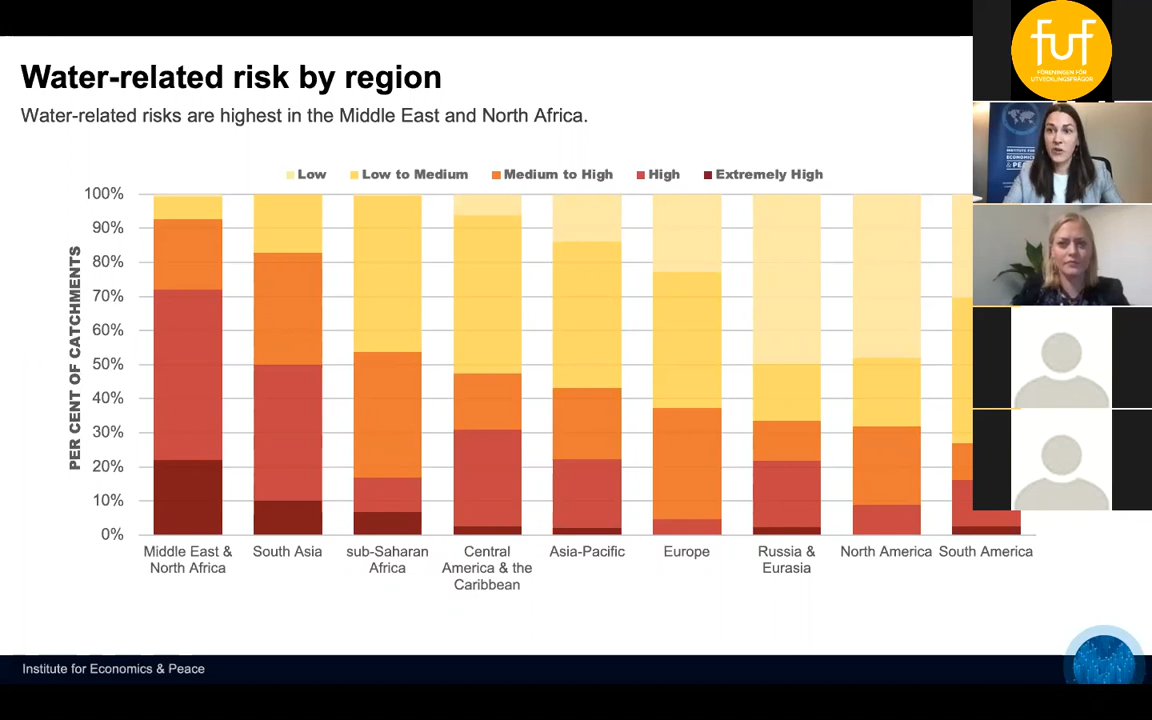 Water-related risk by region
Water-related risks are highest in the Middle East and North Africa.
Low
Low to Medium
Medium to High
High
Extremely High
PER CENT OF CATCHMENTS
100%
90%
80%
70%
60%
50%
40%
30%
20%
10%
0%
Middle East &
North Africa
South Asia
sub-Saharan
Africa
Central
America & the
Caribbean
Asia-Pacific
Europe
Russia &
Eurasia
North America
South America
Institute for Economics & Peace
fuf
FÖRENINGEN FÖR
UTVECKLINGSFRÅGOR
INSTITUTE FOR
ECONOMICS